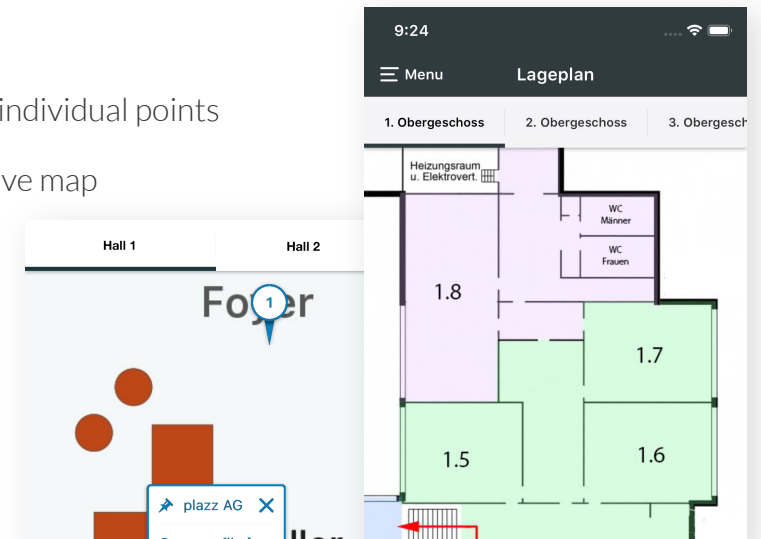 individual points
ve map
Hall 1
Hall 2
Foyer
1
plazz AG
9:24
Menu
Lageplan
1. Obergeschoss
2. Obergeschoss
3. Obergesch
Heizungsraum
u. Elektrovert.
WC
Männer
WC
Frauen
1.8
1.7
1.5
1.6